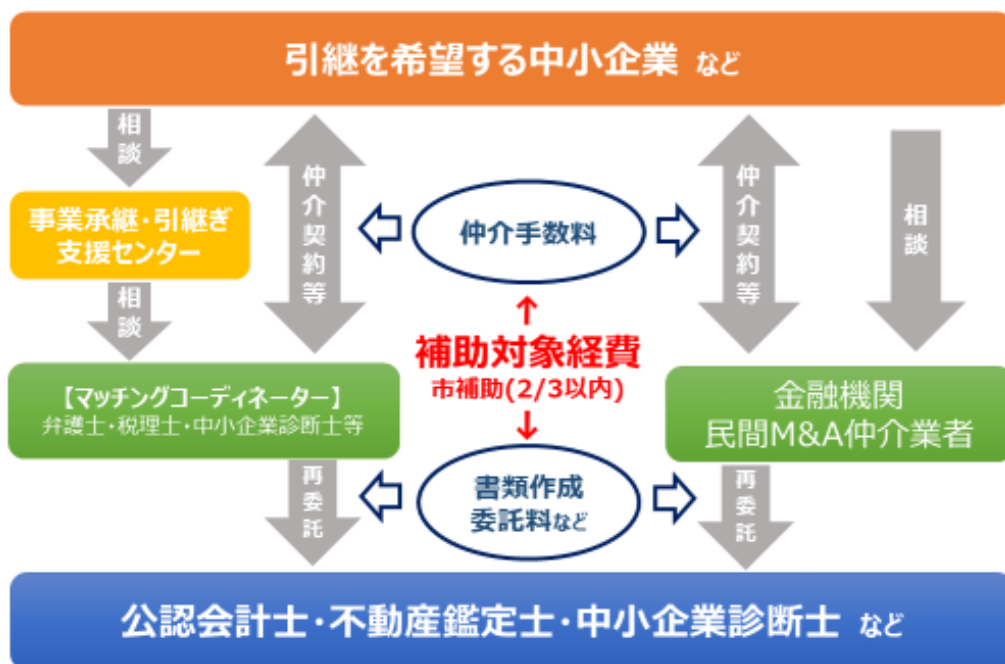 引継を希望する中小企業 など
相談
仲介契約等
仲介手数料
仲介契約等
相談
事業承継・引継ぎ
支援センター
相談
補助対象経費
市補助(2/3以内)
【マッチングコーディネーター】
弁護士・税理士・中小企業診断士等
金融機関
民間M&A仲介業者
再委託
書類作成
委託料など
再委託
公認会計士・不動産鑑定士・中小企業診断士 など